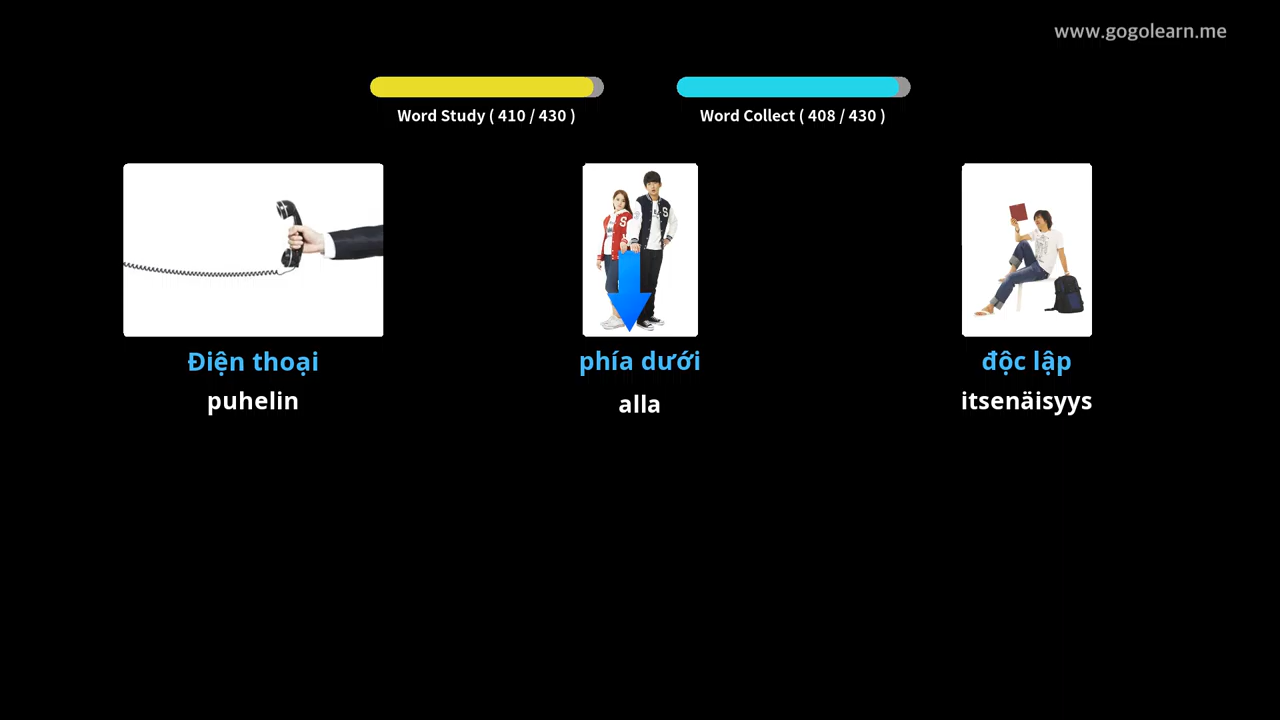 www.gogolearn.me
Word Study ( 410 / 430 )
Word Collect ( 408 / 430 )
Điện thoại
phía dưới
độc lập
puhelin
alla
itsenäisyys